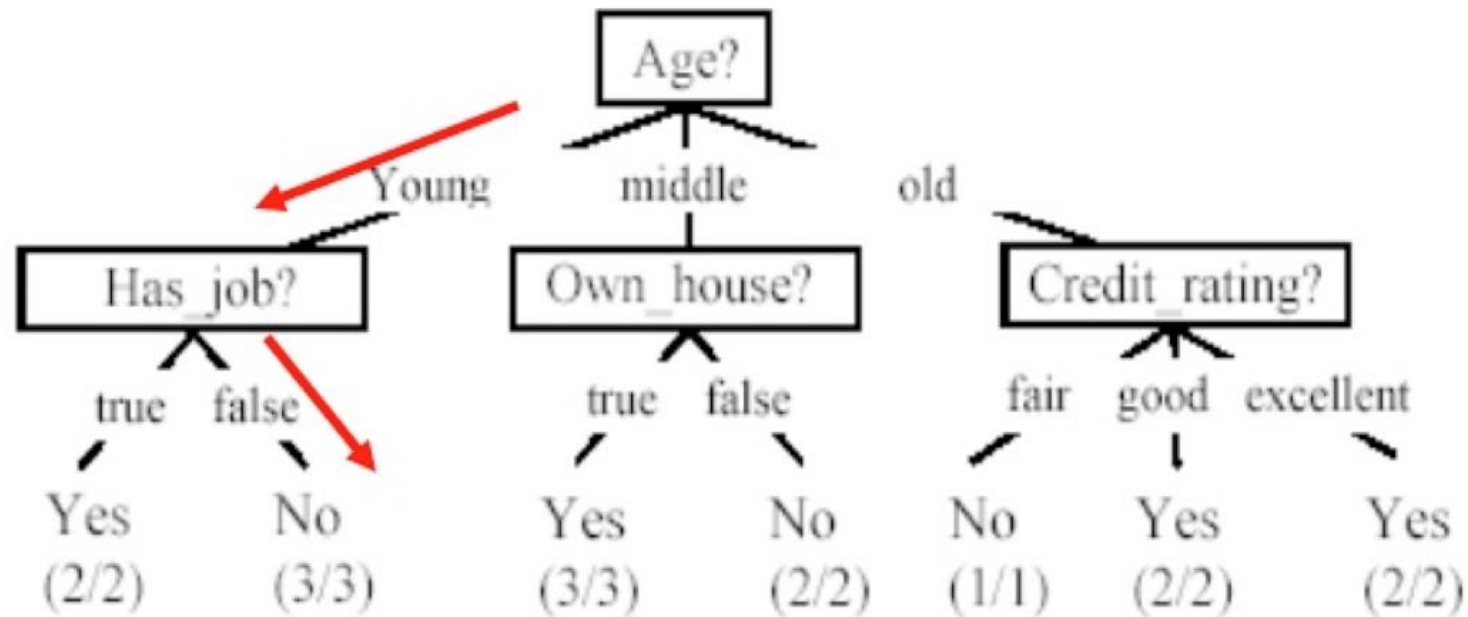 Age?
Young middle old
Has_job? Own_house? Credit_rating?
true false true false fair good excellent
Yes No Yes No No Yes Yes
(2/2) (3/3) (3/3) (2/2) (1/1) (2/2) (2/2)